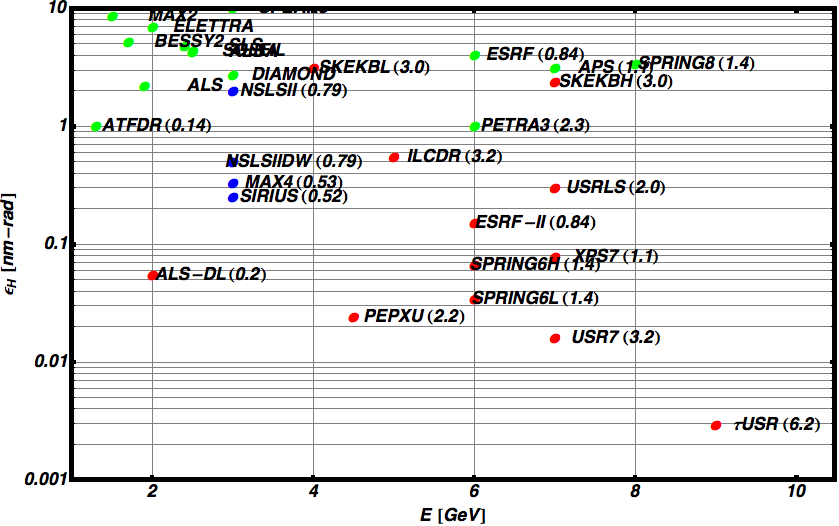 10
MAX2
ELETTRA
BESSY2
SLS
ALS
DIAMOND
NSLSII (0.79)
SKEKBL (3.0)
ESRF (0.84)
APS (1.1)
SPRING8 (1.4)
SKEKBH (3.0)
1
ATFDR (0.14)
PETRA3 (2.3)
NSLSIIDW (0.79)
ILCDR (3.2)
MAX4 (0.53)
SIRIUS (0.52)
USRLS (2.0)
ESRF-II (0.84)
0.1
XPS7 (1.1)
SPRING6H (1.4)
ALS-DL (0.2)
SPRING6L (1.4)
PEPXU (2.2)
USR7 (3.2)
0.01
τUSR (6.2)
0.001
ϵH [nm-rad]
2 4 6 8 10
E [GeV]